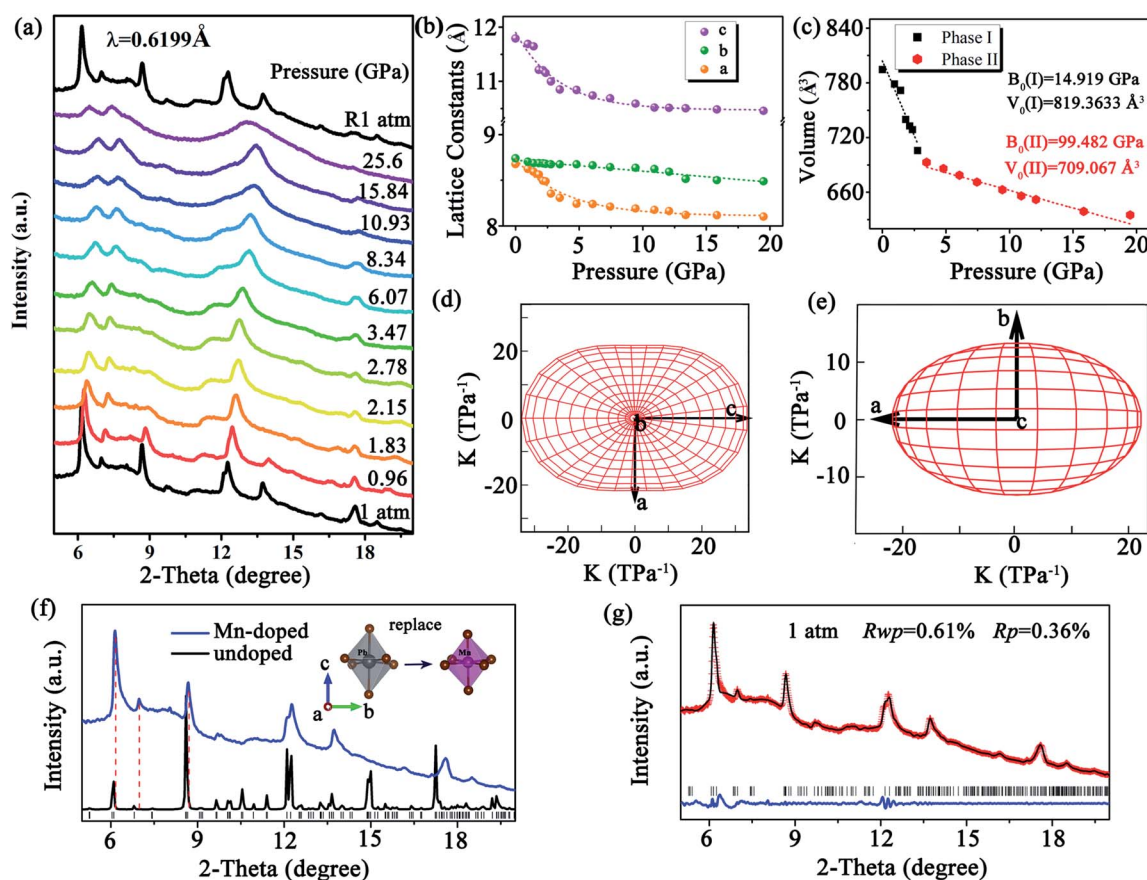 (a)
λ=0.6199Å
Pressure (GPa)
R1 atm
25.6
15.84
10.93
8.34
6.07
3.47
2.78
2.15
1.83
0.96
1 atm
Intensity (a.u.)
6 9 12 15 18
2-Theta (degree)
(b)
Lattice Constants (Å)
12
11
9
8
c
b
a
0 5 10 15 20
Pressure (GPa)
(c)
Volume (Å³)
840
780
720
660
Phase I
Phase II
B₀(I)=14.919 GPa
V₀(I)=819.3633 Å³
B₀(II)=99.482 GPa
V₀(II)=709.067 Å³
0 5 10 15 20
Pressure (GPa)
(d)
K (TPa⁻¹)
20
0
-20
b
c
a
-20 0 20
K (TPa⁻¹)
(e)
K (TPa⁻¹)
10
0
-10
b
a
c
-20 0 20
K (TPa⁻¹)
(f)
Intensity (a.u.)
Mn-doped
undoped
replace
Pb
Mn
c
a
b
6 9 12 15 18
2-Theta (degree)
(g)
Intensity (a.u.)
1 atm Rwp=0.61% Rp=0.36%
6 9 12 15 18
2-Theta (degree)